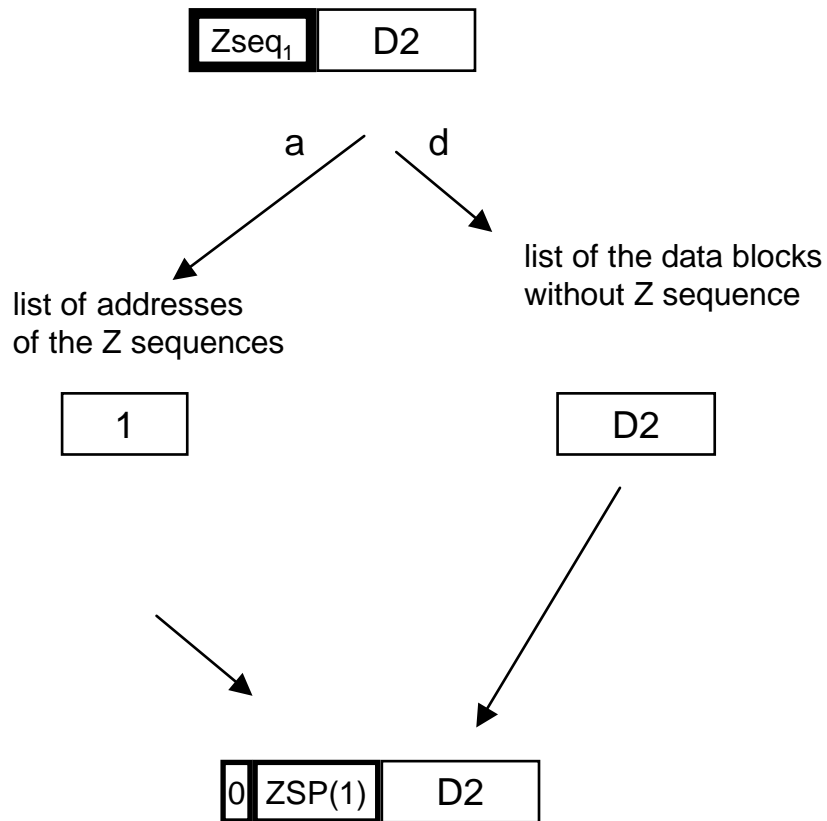 Zseq₁ D2
a d
list of the data blocks
without Z sequence
list of addresses
of the Z sequences
1 D2
0 ZSP(1) D2